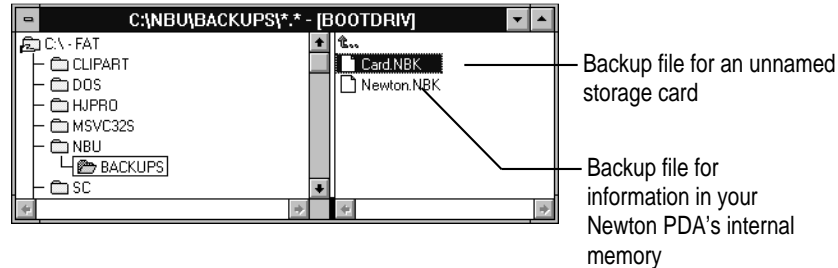 C:\NBU\BACKUPS\*.* - [BOOTDRIV]
C:\ - FAT
CLIPART
DOS
HJPRO
MSVC32S
NBU
BACKUPS
SC
..
Card.NBK
Newton.NBK
Backup file for an unnamed
storage card
Backup file for
information in your
Newton PDA's internal
memory